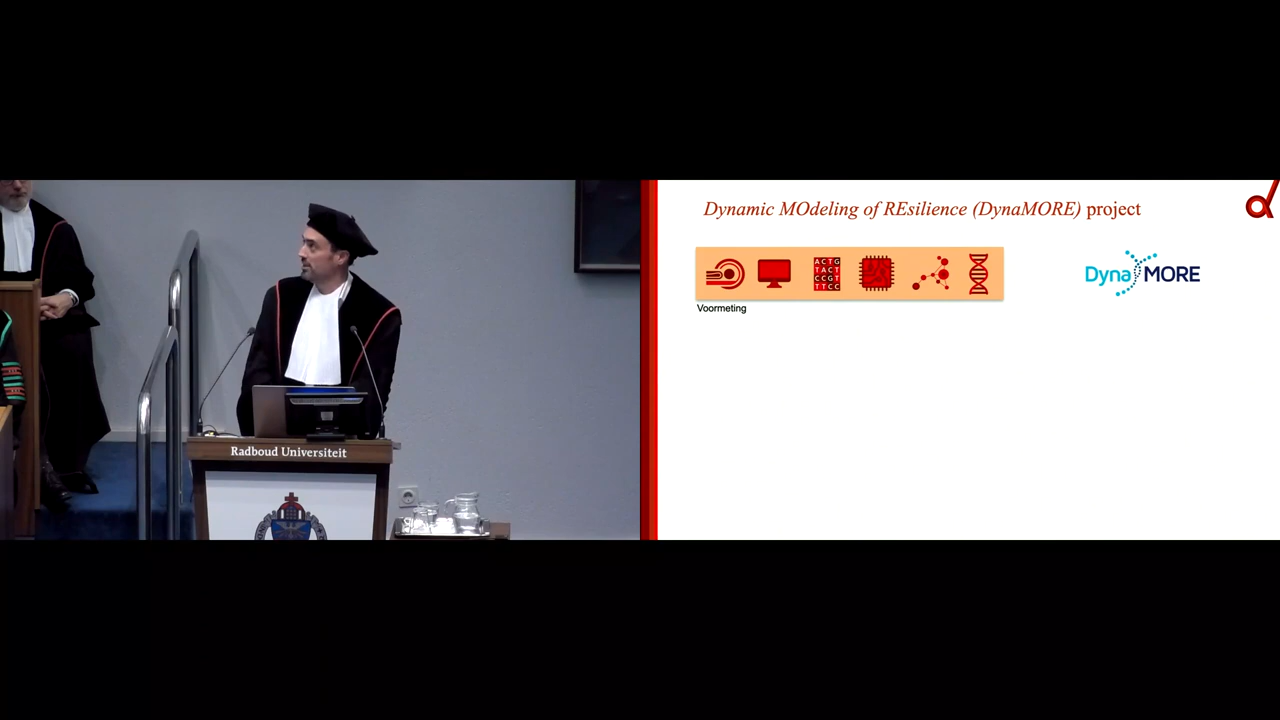 Dynamic MOdeling of REsilience (DynaMORE) project
ACTG
TACT
CCGT
TTCC
DynaMORE
Voormeting
Radboud Universiteit